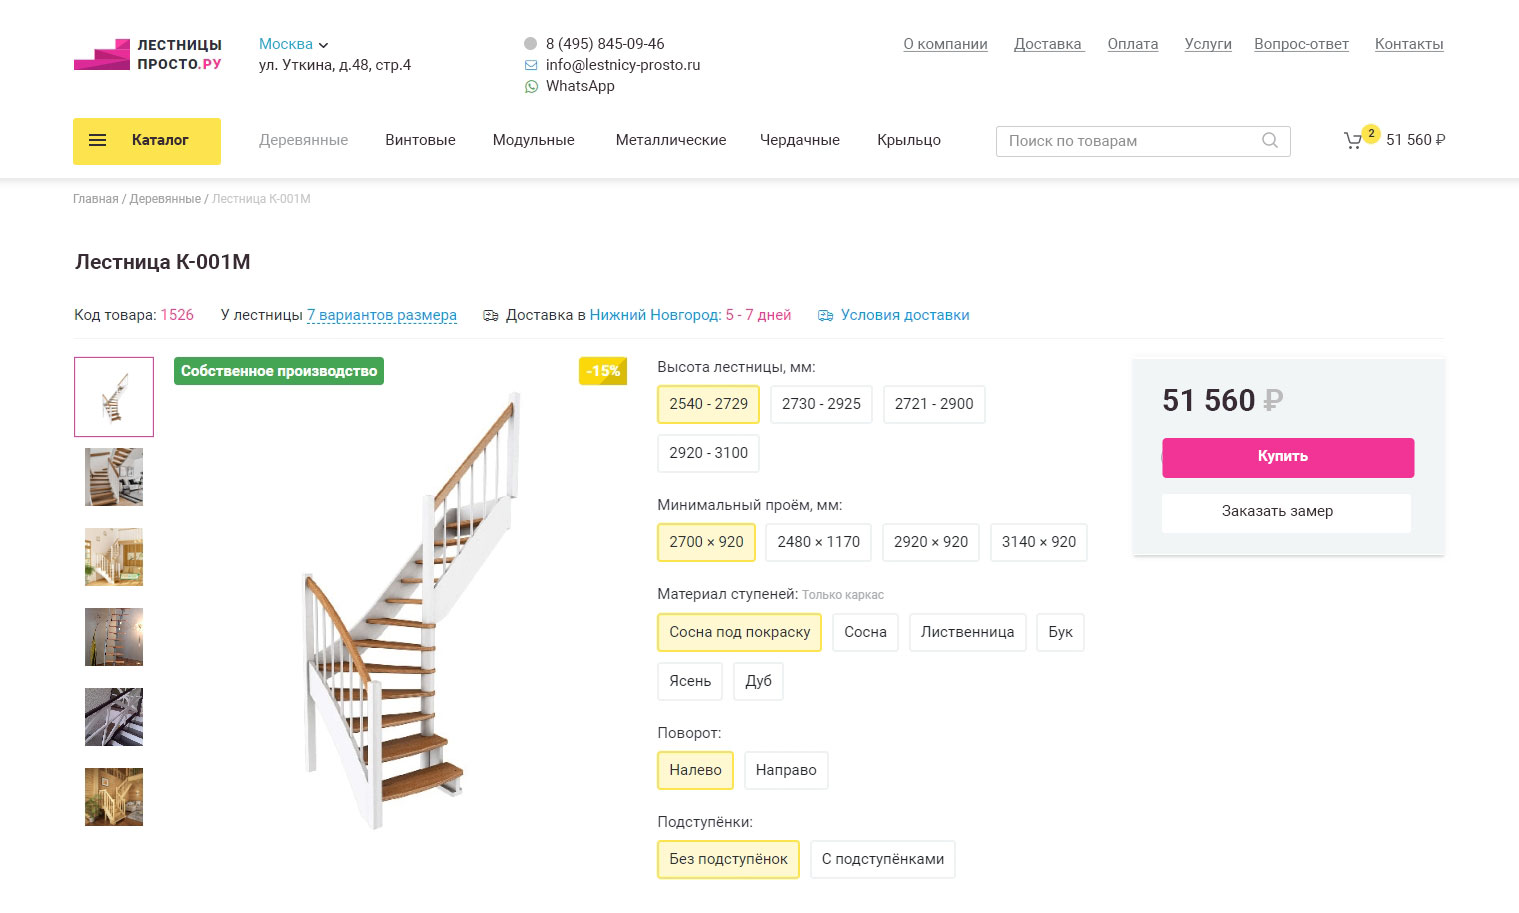 ЛЕСТНИЦЫ
ПРОСТО.РУ
Москва
ул. Уткина, д.48, стр.4
8 (495) 845-09-46
info@lestnicy-prosto.ru
WhatsApp
О компании Доставка Оплата Услуги Вопрос-ответ Контакты
Каталог
Деревянные Винтовые Модульные Металлические Чердачные Крыльцо
Поиск по товарам
2
51 560 ₽
Главная / Деревянные / Лестница К-001М
Лестница К-001М
Код товара: 1526 У лестницы 7 вариантов размера Доставка в Нижний Новгород: 5 - 7 дней Условия доставки
Собственное производство
-15%
Высота лестницы, мм:
2540 - 2729 2730 - 2925 2721 - 2900
2920 - 3100
Минимальный проём, мм:
2700 × 920 2480 × 1170 2920 × 920 3140 × 920
Материал ступеней: Только каркас
Сосна под покраску Сосна Лиственница Бук
Ясень Дуб
Поворот:
Налево Направо
Подступёнки:
Без подступёнок С подступёнками
51 560 ₽
Купить
Заказать замер